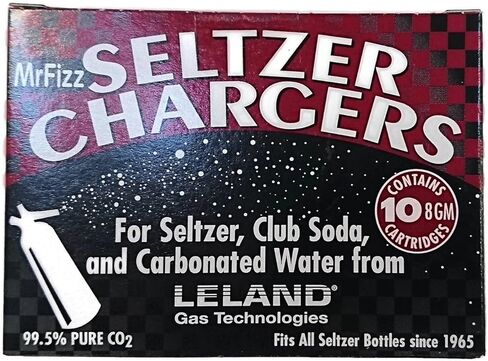 MrFizz
SELTZER
CHARGERS
CONTAINS
10 8GM
CARTRIDGES
For Seltzer, Club Soda,
and Carbonated Water from
LELAND®
Gas Technologies
99.5% PURE CO2
Fits All Seltzer Bottles since 1965